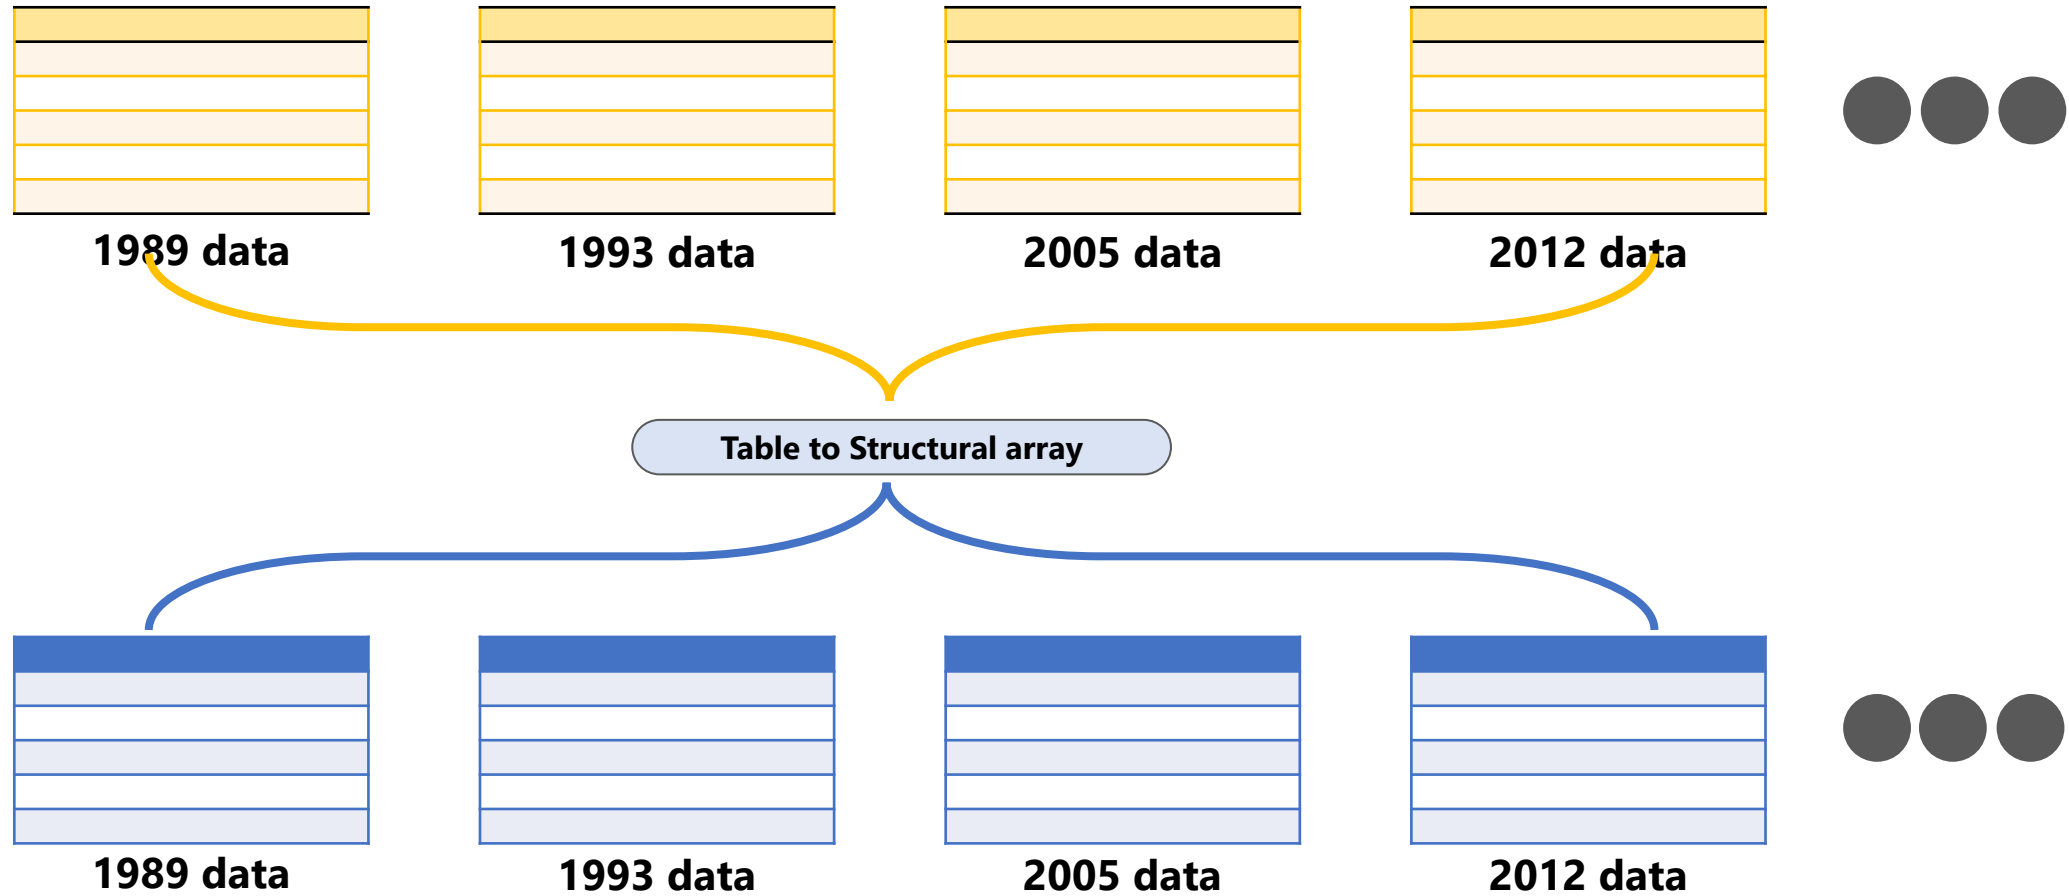 1989 data
1993 data
2005 data
2012 data
Table to Structural array
1989 data
1993 data
2005 data
2012 data